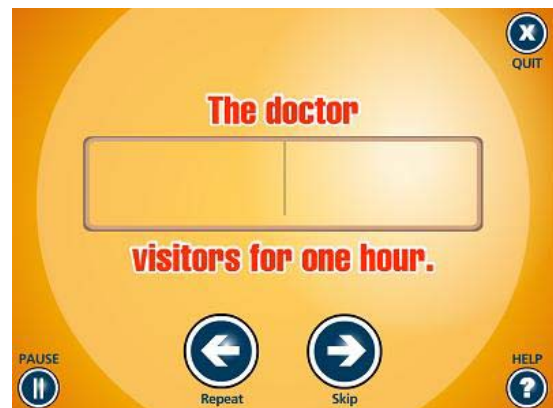 X
QUIT
The doctor
visitors for one hour.
PAUSE
Repeat
Skip
HELP
?